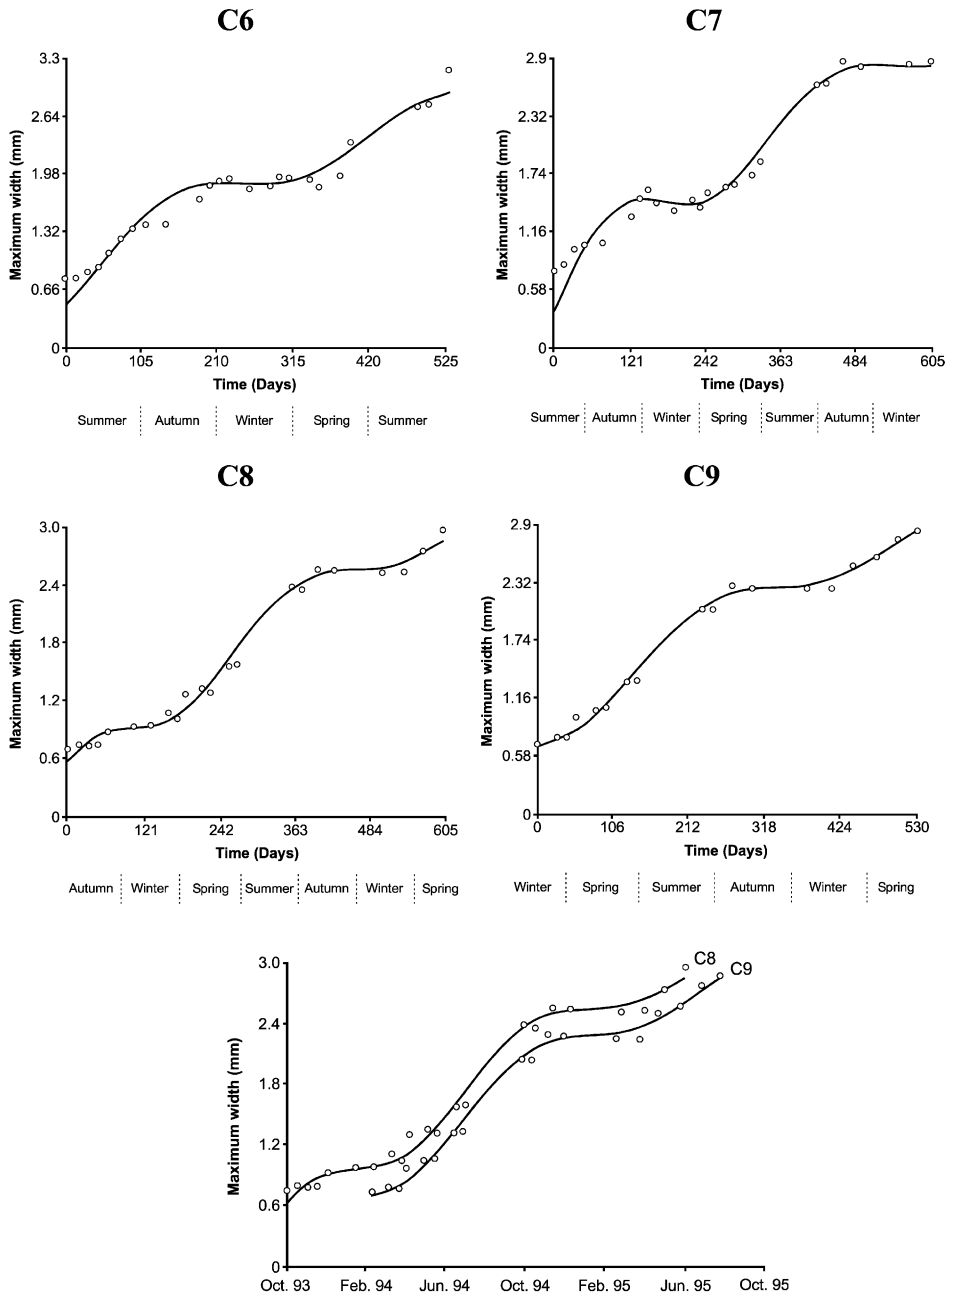 C6
C7
3.3
2.64
1.98
1.32
0.66
0
Maximum width (mm)
0 105 210 315 420 525
Time (Days)
Summer Autumn Winter Spring Summer
2.9
2.32
1.74
1.16
0.58
0
Maximum width (mm)
0 121 242 363 484 605
Time (Days)
Summer Autumn Winter Spring Summer Autumn Winter
C8
C9
3.0
2.4
1.8
1.2
0.6
0
Maximum width (mm)
0 121 242 363 484 605
Time (Days)
Autumn Winter Spring Summer Autumn Winter Spring
2.9
2.32
1.74
1.16
0.58
0
Maximum width (mm)
0 106 212 318 424 530
Time (Days)
Winter Spring Summer Autumn Winter Spring
3.0
2.4
1.8
1.2
0.6
0
Maximum width (mm)
C8
C9
Oct. 93 Feb. 94 Jun. 94 Oct. 94 Feb. 95 Jun. 95 Oct. 95